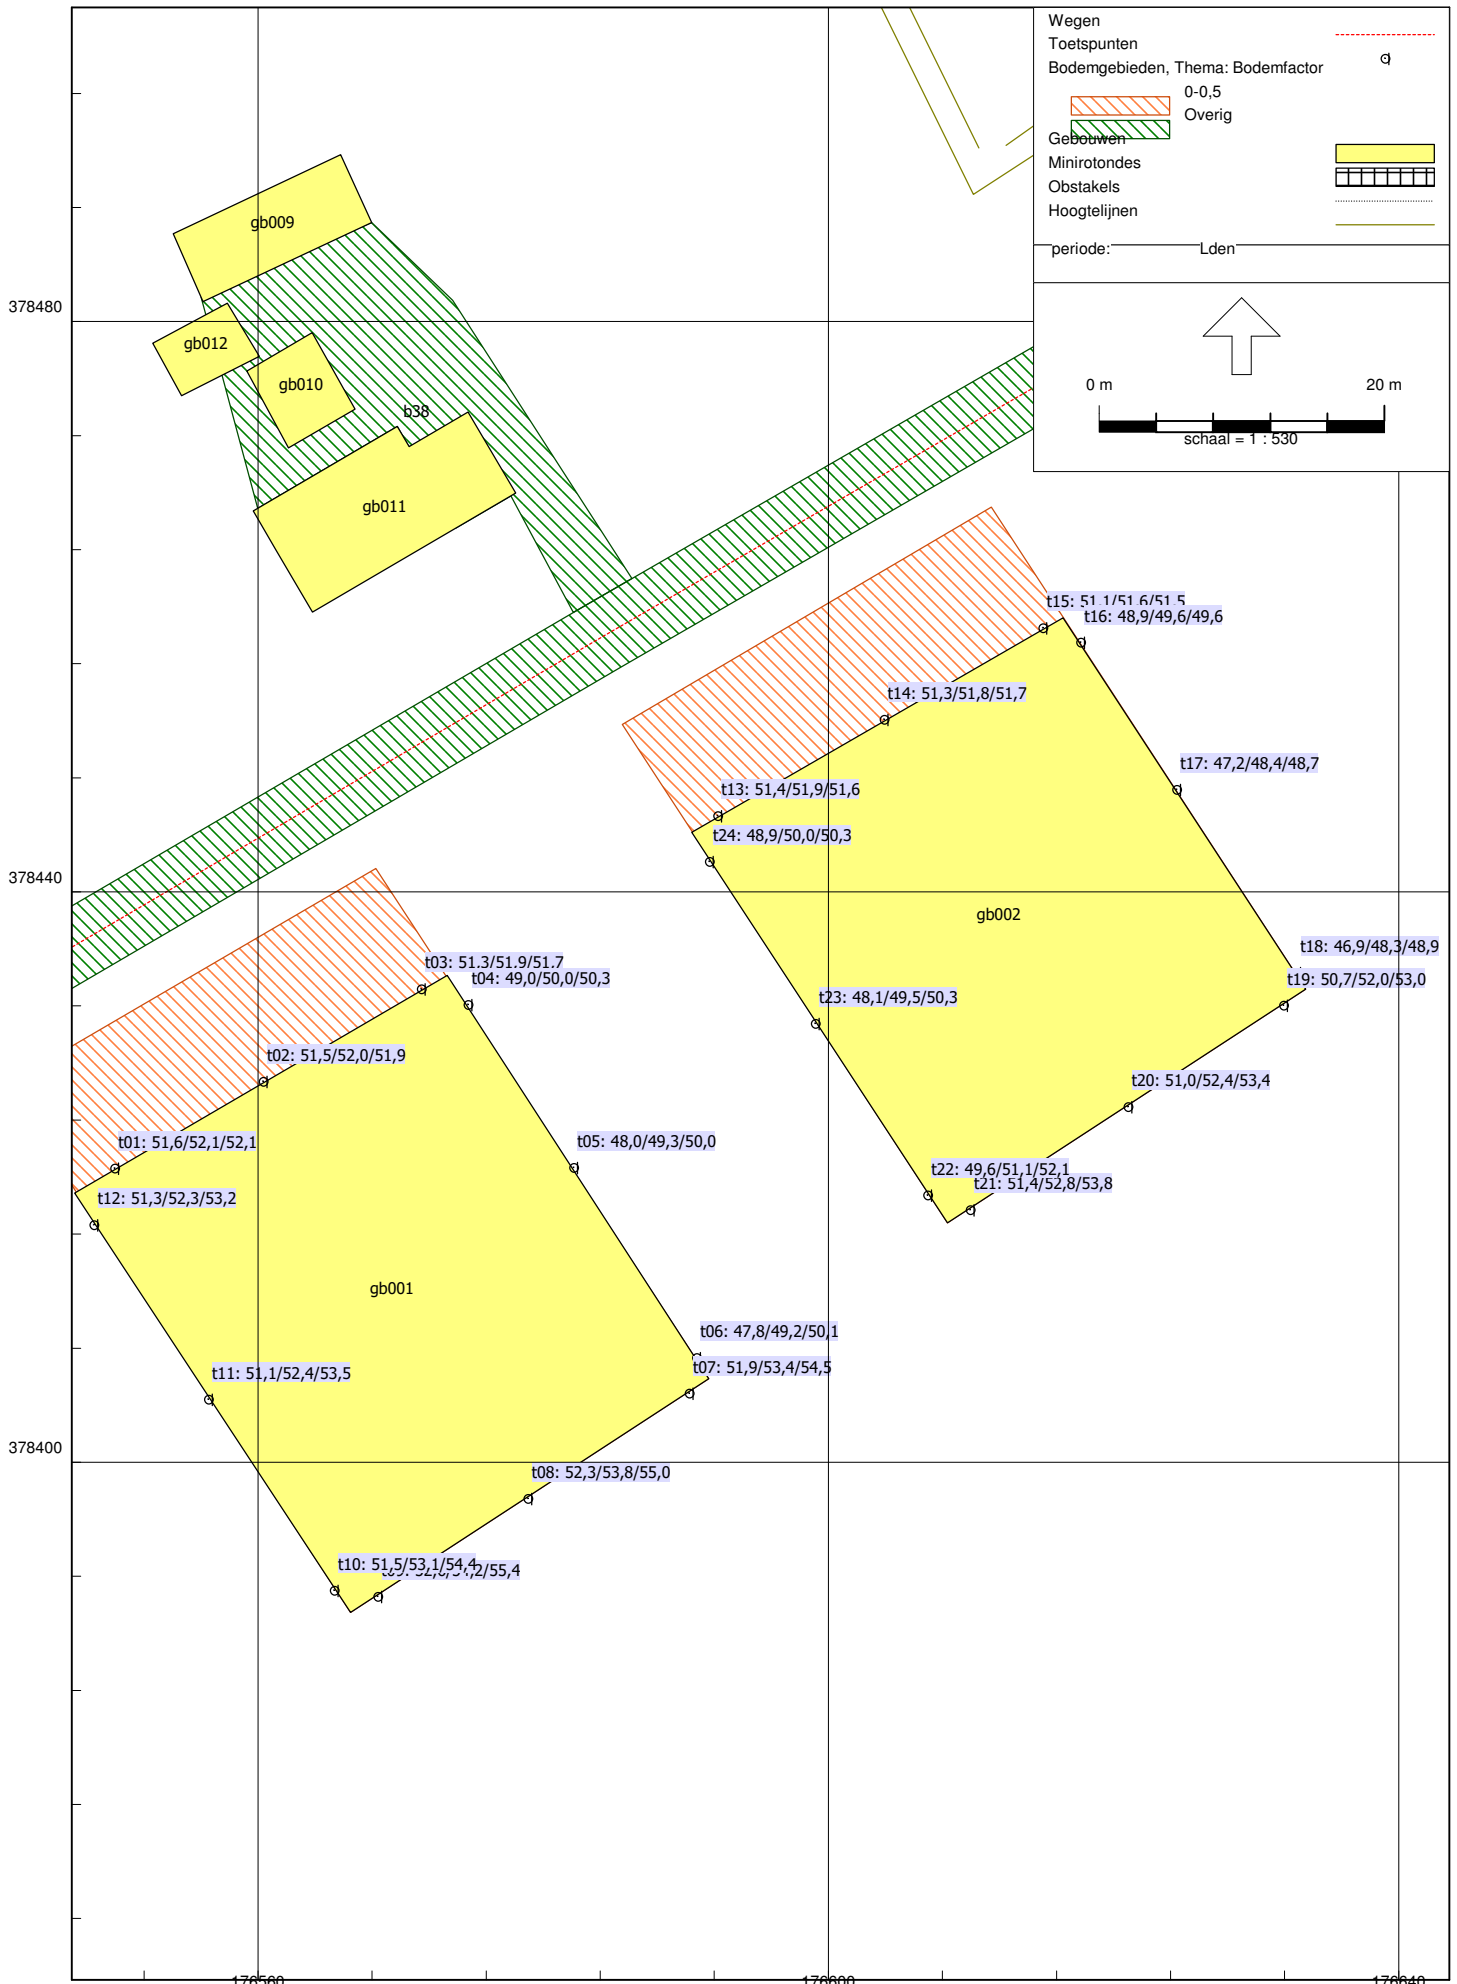 Wegen
Toetspunten
Bodemgebieden, Thema: Bodemfactor
0-0,5
Overig
Gebouwen
Minirotondes
Obstakels
Hoogtelijnen
periode: Lden
0 m 20 m
schaal = 1 : 530
gb009
378480
gb012
gb010
b38
gb011
t15: 51,1/51,6/51,5
t16: 48,9/49,6/49,6
t14: 51,3/51,8/51,7
t17: 47,2/48,4/48,7
t13: 51,4/51,9/51,6
t24: 48,9/50,0/50,3
378440
gb002
t18: 46,9/48,3/48,9
t03: 51,3/51,9/51,7
t04: 49,0/50,0/50,3
t19: 50,7/52,0/53,0
t23: 48,1/49,5/50,3
t02: 51,5/52,0/51,9
t20: 51,0/52,4/53,4
t01: 51,6/52,1/52,1
t05: 48,0/49,3/50,0
t22: 49,6/51,1/52,1
t21: 51,4/52,8/53,8
t12: 51,3/52,3/53,2
gb001
t06: 47,8/49,2/50,1
t07: 51,9/53,4/54,5
t11: 51,1/52,4/53,5
378400
t08: 52,3/53,8/55,0
t10: 51,5/53,1/54,4
176560 176600 176640